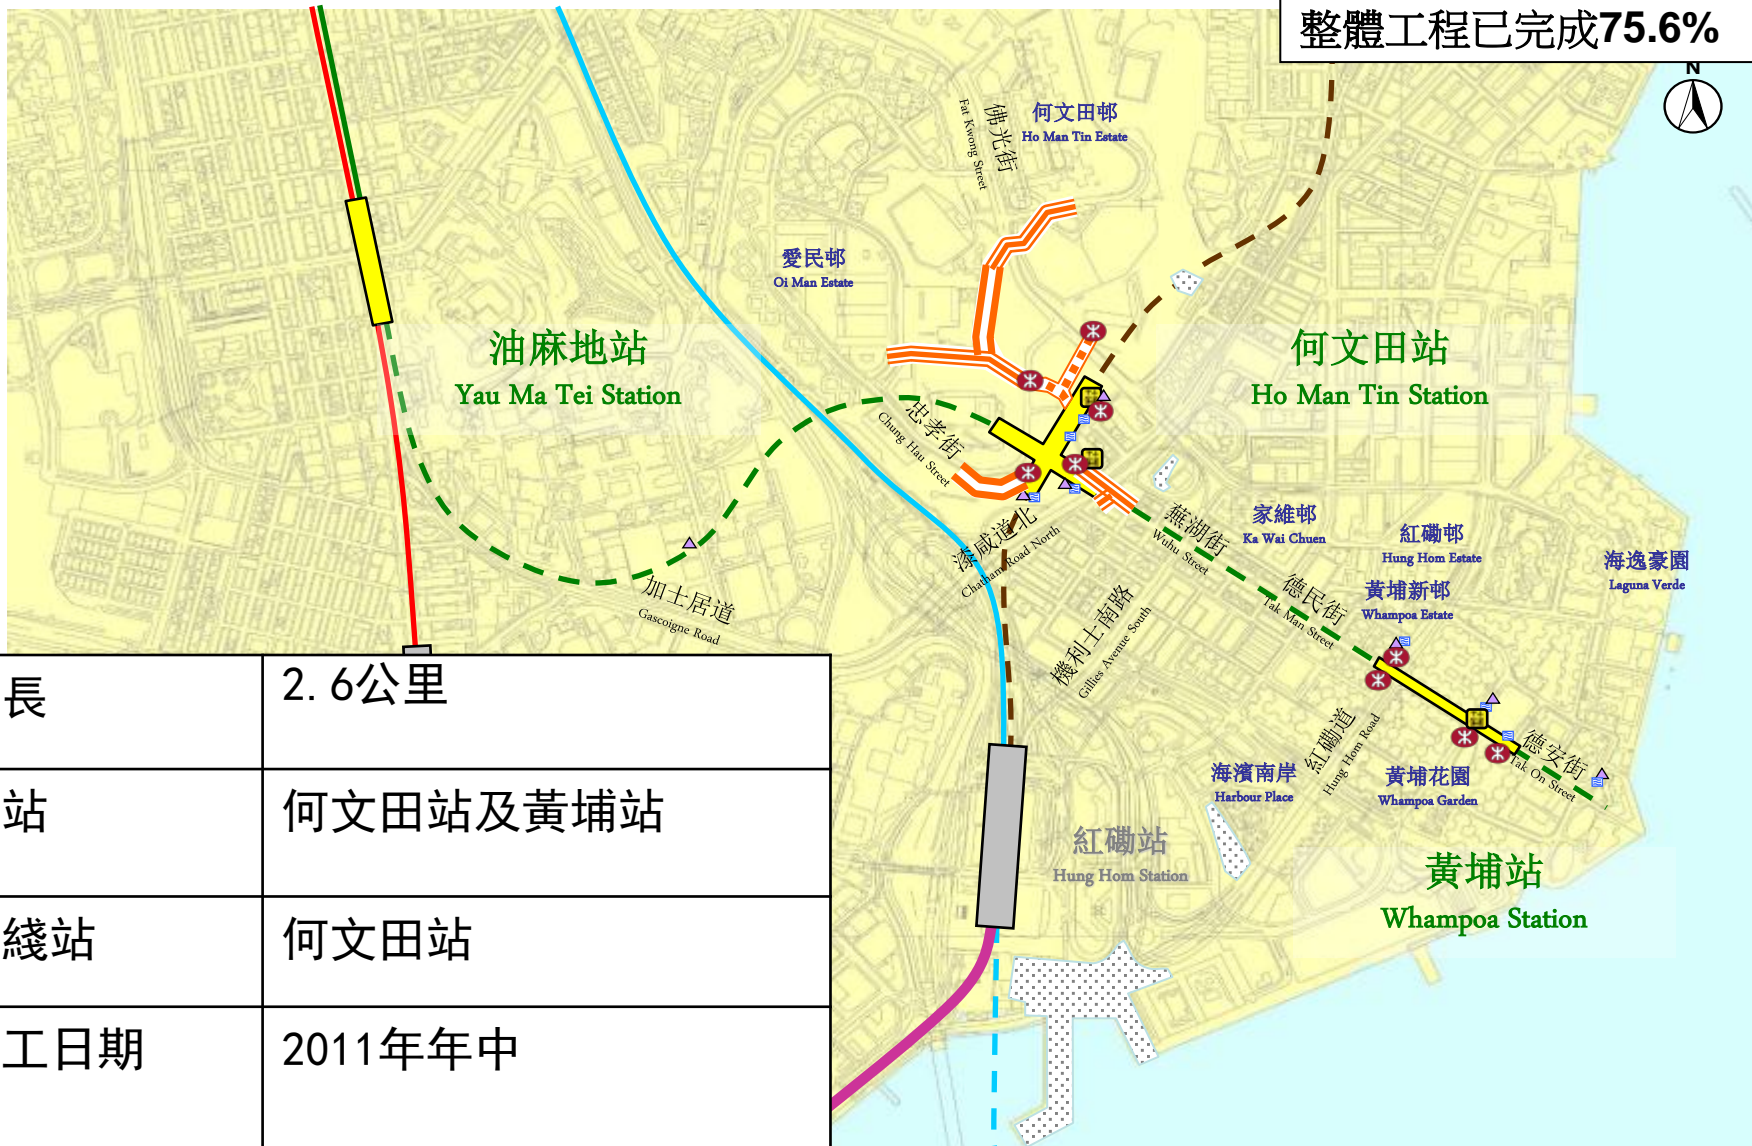 整體工程已完成75.6%
N
佛光街
Fat Kwong Street
何文田邨
Ho Man Tin Estate
愛民邨
Oi Man Estate
油麻地站
Yau Ma Tei Station
何文田站
Ho Man Tin Station
忠孝街
Chung Hau Street
漆咸道北
Chatham Road North
蕪湖街
Wuhu Street
家維邨
Ka Wai Chuen
紅磡邨
Hung Hom Estate
海逸豪園
Laguna Verde
加士居道
Gascoigne Road
機利士南路
Gillies Avenue South
德民街
Tak Man Street
黃埔新邨
Whampoa Estate
紅磡道
Hung Hom Road
德安街
Tak On Street
海濱南岸
Harbour Place
黃埔花園
Whampoa Garden
紅磡站
Hung Hom Station
黃埔站
Whampoa Station
長 2.6公里
站 何文田站及黃埔站
綫站 何文田站
工日期 2011年年中